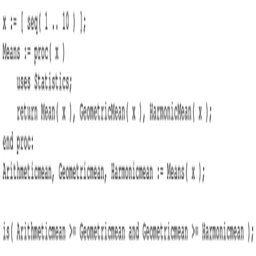 x := [ seq( 1 .. 10 ) ];
Means := proc( x )
uses Statistics;
return Mean( x ), GeometricMean( x ), HarmonicMean( x );
end proc:
Arithmeticmean, Geometricmean, Harmonicmean := Means( x );
is( Arithmeticmean >= Geometricmean and Geometricmean >= Harmonicmean );